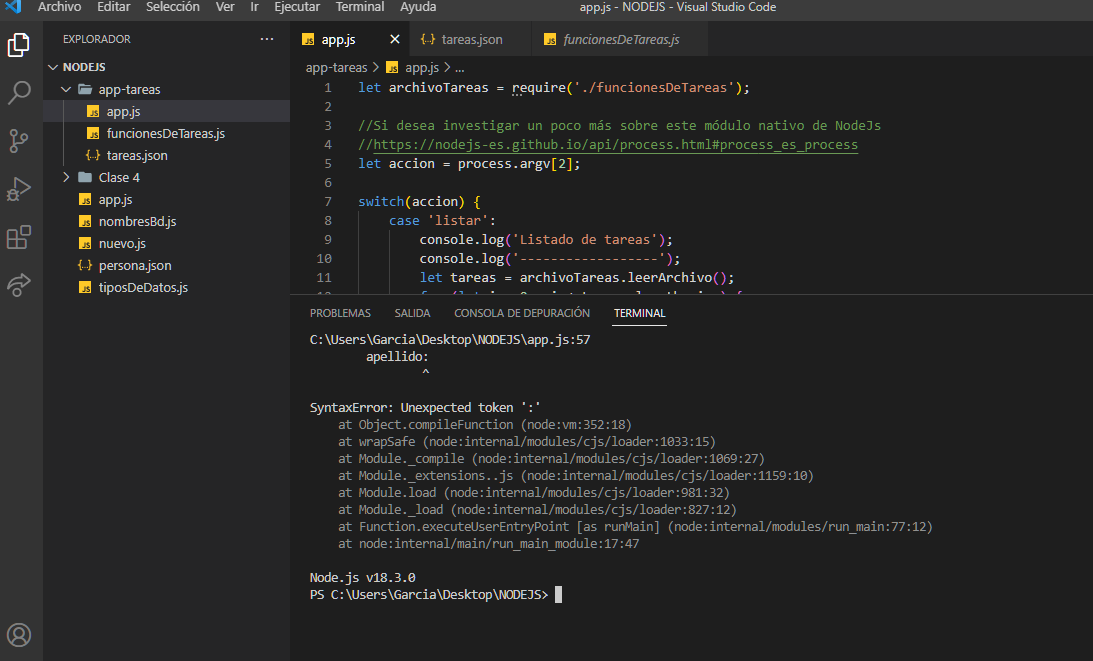 Archivo Editar Selección Ver Ir Ejecutar Terminal Ayuda app.js - NODEJS - Visual Studio Code
EXPLORADOR ...
NODEJS
app-tareas
app.js
funcionesDeTareas.js
tareas.json
Clase 4
app.js
nombresBd.js
nuevo.js
persona.json
tiposDeDatos.js
app.js tareas.json funcionesDeTareas.js
app-tareas > app.js > ...
1 let archivoTareas = require('./funcionesDeTareas');
2
3 //Si desea investigar un poco más sobre este módulo nativo de NodeJs
4 //https://nodejs-es.github.io/api/process.html#process_es_process
5 let accion = process.argv[2];
6
7 switch(accion) {
8 case 'listar':
9 console.log('Listado de tareas');
10 console.log('------------------');
11 let tareas = archivoTareas.leerArchivo();
PROBLEMAS SALIDA CONSOLA DE DEPURACIÓN TERMINAL
C:\Users\Garcia\Desktop\NODEJS\app.js:57
apellido:
^
SyntaxError: Unexpected token ':'
at Object.compileFunction (node:vm:352:18)
at wrapSafe (node:internal/modules/cjs/loader:1033:15)
at Module._compile (node:internal/modules/cjs/loader:1069:27)
at Module._extensions..js (node:internal/modules/cjs/loader:1159:10)
at Module.load (node:internal/modules/cjs/loader:981:32)
at Module._load (node:internal/modules/cjs/loader:827:12)
at Function.executeUserEntryPoint [as runMain] (node:internal/modules/run_main:77:12)
at node:internal/main/run_main_module:17:47
Node.js v18.3.0
PS C:\Users\Garcia\Desktop\NODEJS>